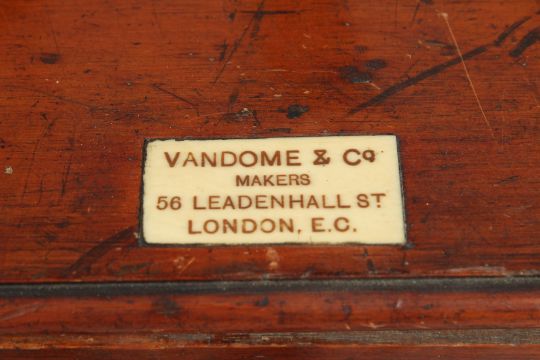 VANDOME & Co
MAKERS
56 LEADENHALL ST
LONDON, E.C.